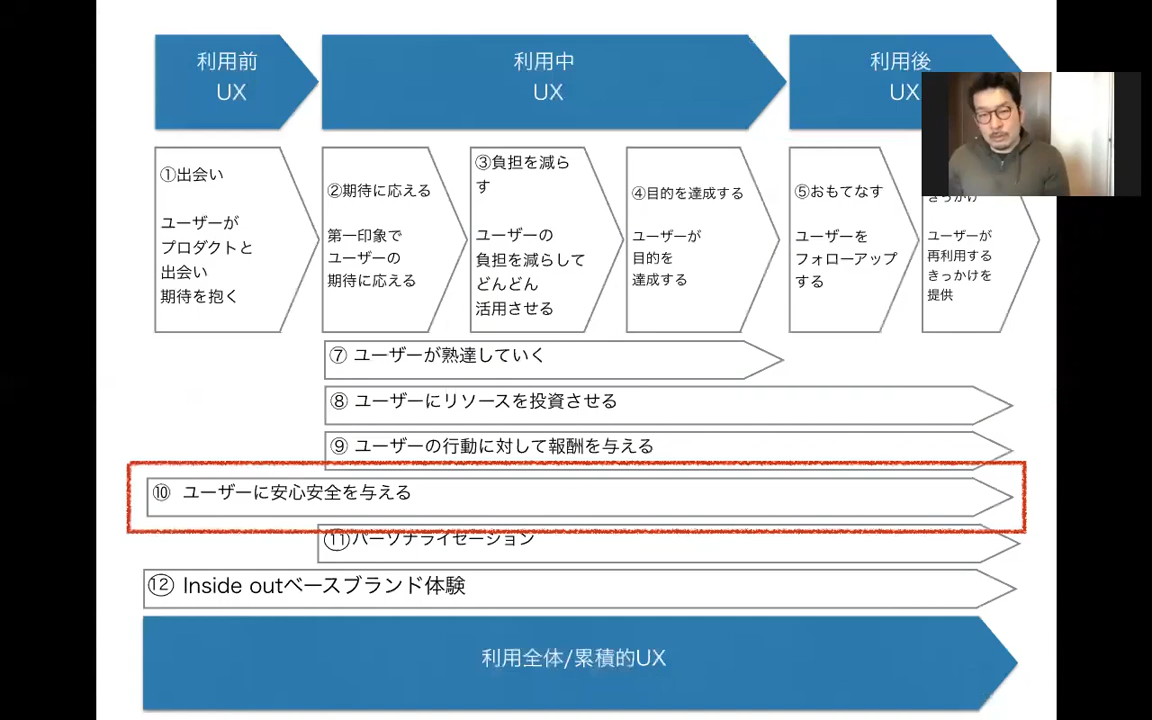 利用前
UX
利用中
UX
利用後
UX
①出会い
ユーザーが
プロダクトと
出会い
期待を抱く
②期待に応える
第一印象で
ユーザーの
期待に応える
③負担を減ら
す
ユーザーの
負担を減らして
どんどん
活用させる
④目的を達成する
ユーザーが
目的を
達成する
⑤おもてなす
ユーザーを
フォローアップ
する
きっかけ
ユーザーが
再利用する
きっかけを
提供
⑦ ユーザーが熟達していく
⑧ ユーザーにリソースを投資させる
⑨ ユーザーの行動に対して報酬を与える
⑩ ユーザーに安心安全を与える
⑪パーソナライゼーション
⑫ Inside outベースブランド体験
利用全体/累積的UX